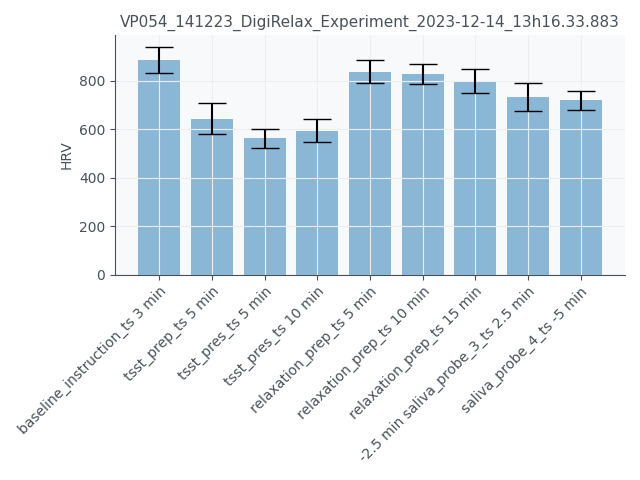 VP054_141223_DigiRelax_Experiment_2023-12-14_13h16.33.883
HRV
800
600
400
200
0
baseline_instruction_ts 3 min
tsst_prep_ts 5 min
tsst_pres_ts 5 min
tsst_pres_ts 10 min
relaxation_prep_ts 5 min
relaxation_prep_ts 10 min
relaxation_prep_ts 15 min
-2.5 min saliva_probe_3_ts 2.5 min
saliva_probe_4_ts -5 min